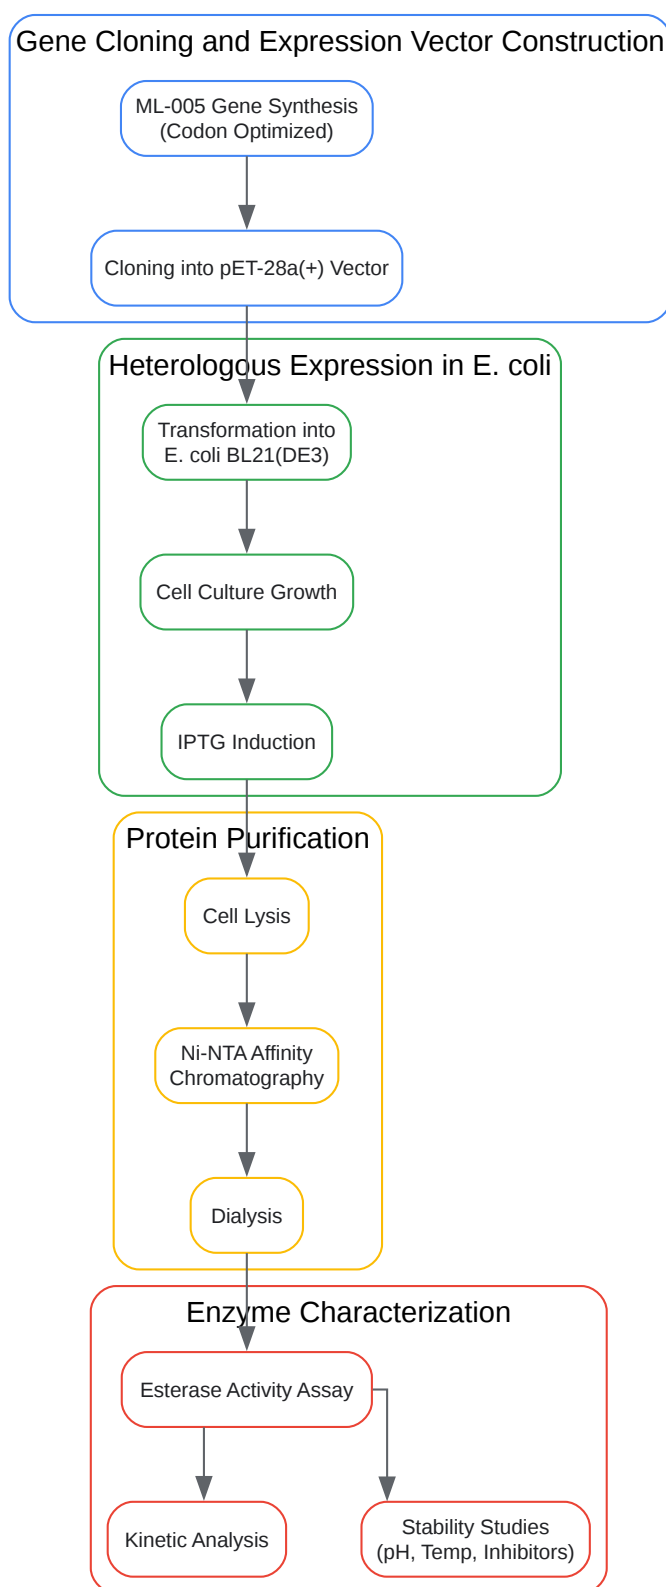 Gene Cloning and Expression Vector Construction
ML-005 Gene Synthesis
(Codon Optimized)
Cloning into pET-28a(+) Vector
Heterologous Expression in E. coli
Transformation into
E. coli BL21(DE3)
Cell Culture Growth
IPTG Induction
Protein Purification
Cell Lysis
Ni-NTA Affinity
Chromatography
Dialysis
Enzyme Characterization
Esterase Activity Assay
Kinetic Analysis
Stability Studies
(pH, Temp, Inhibitors)